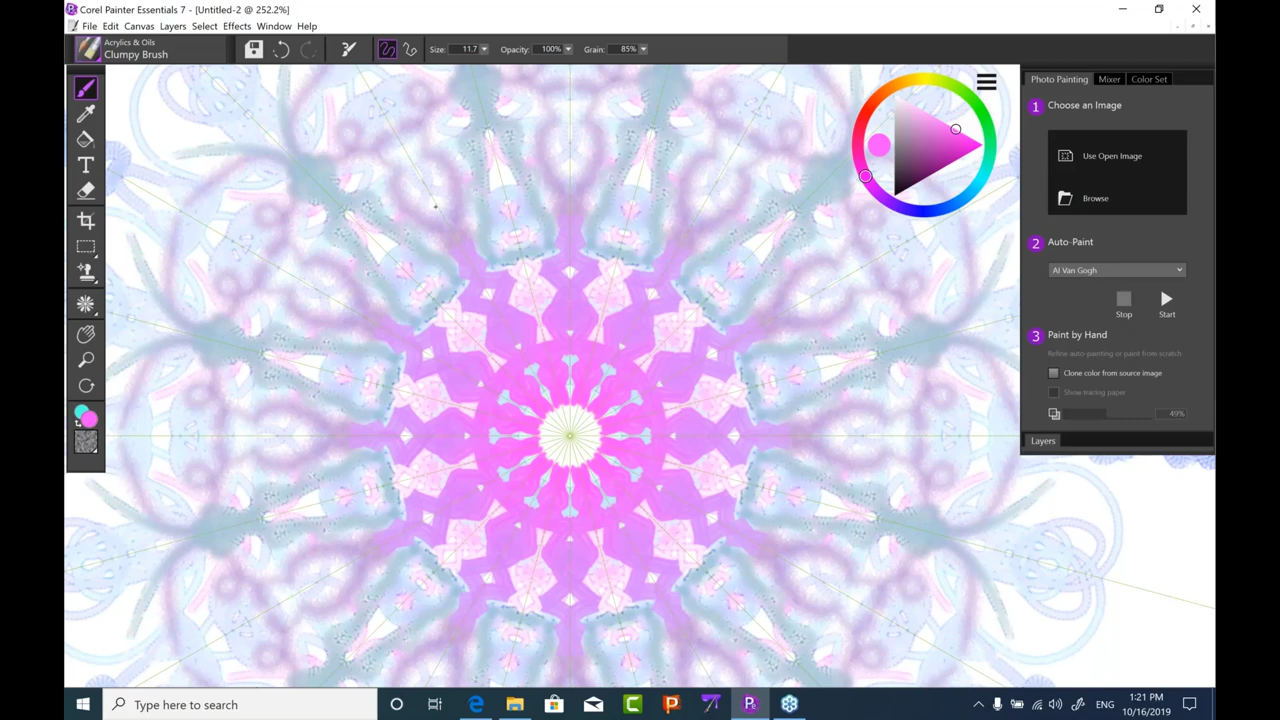 Corel Painter Essentials 7 - [Untitled-2 @ 252.2%]
File Edit Canvas Layers Select Effects Window Help
Acrylics & Oils
Clumpy Brush
Size: 11.7 Opacity: 100% Grain: 85%
Photo Painting Mixer Color Set
1 Choose an Image
Use Open Image
Browse
2 Auto-Paint
AI Van Gogh
Stop Start
3 Paint by Hand
Refine auto-painting or paint from scratch
Clone color from source image
Show tracing paper
49%
Layers
Type here to search
ENG
1:21 PM
10/16/2019